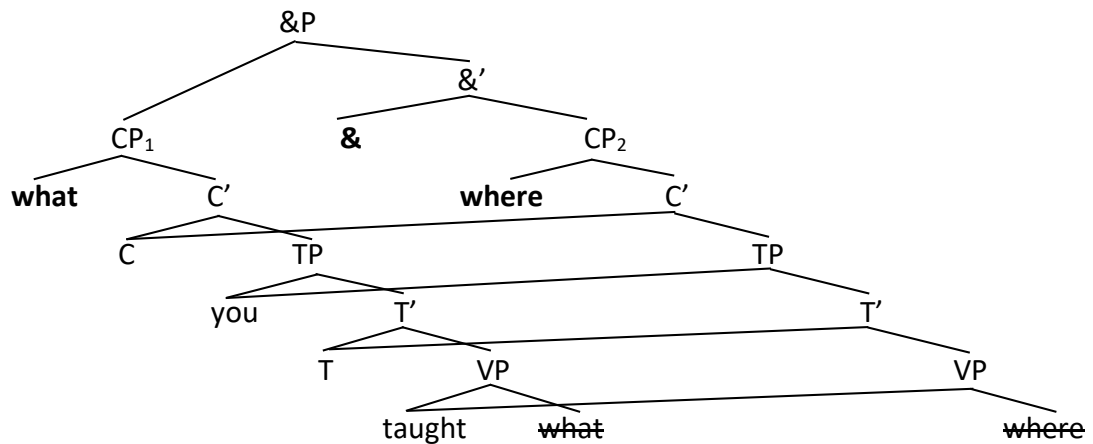 &P
&’
CP₁ & CP₂
what C’ where C’
C TP TP
you T’ T’
T VP VP
taught what where